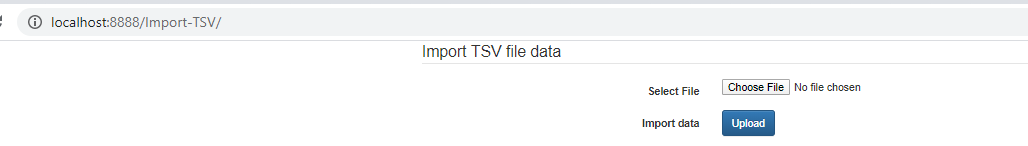 localhost:8888/Import-TSV/
Import TSV file data
Select File Choose File No file chosen
Import data Upload